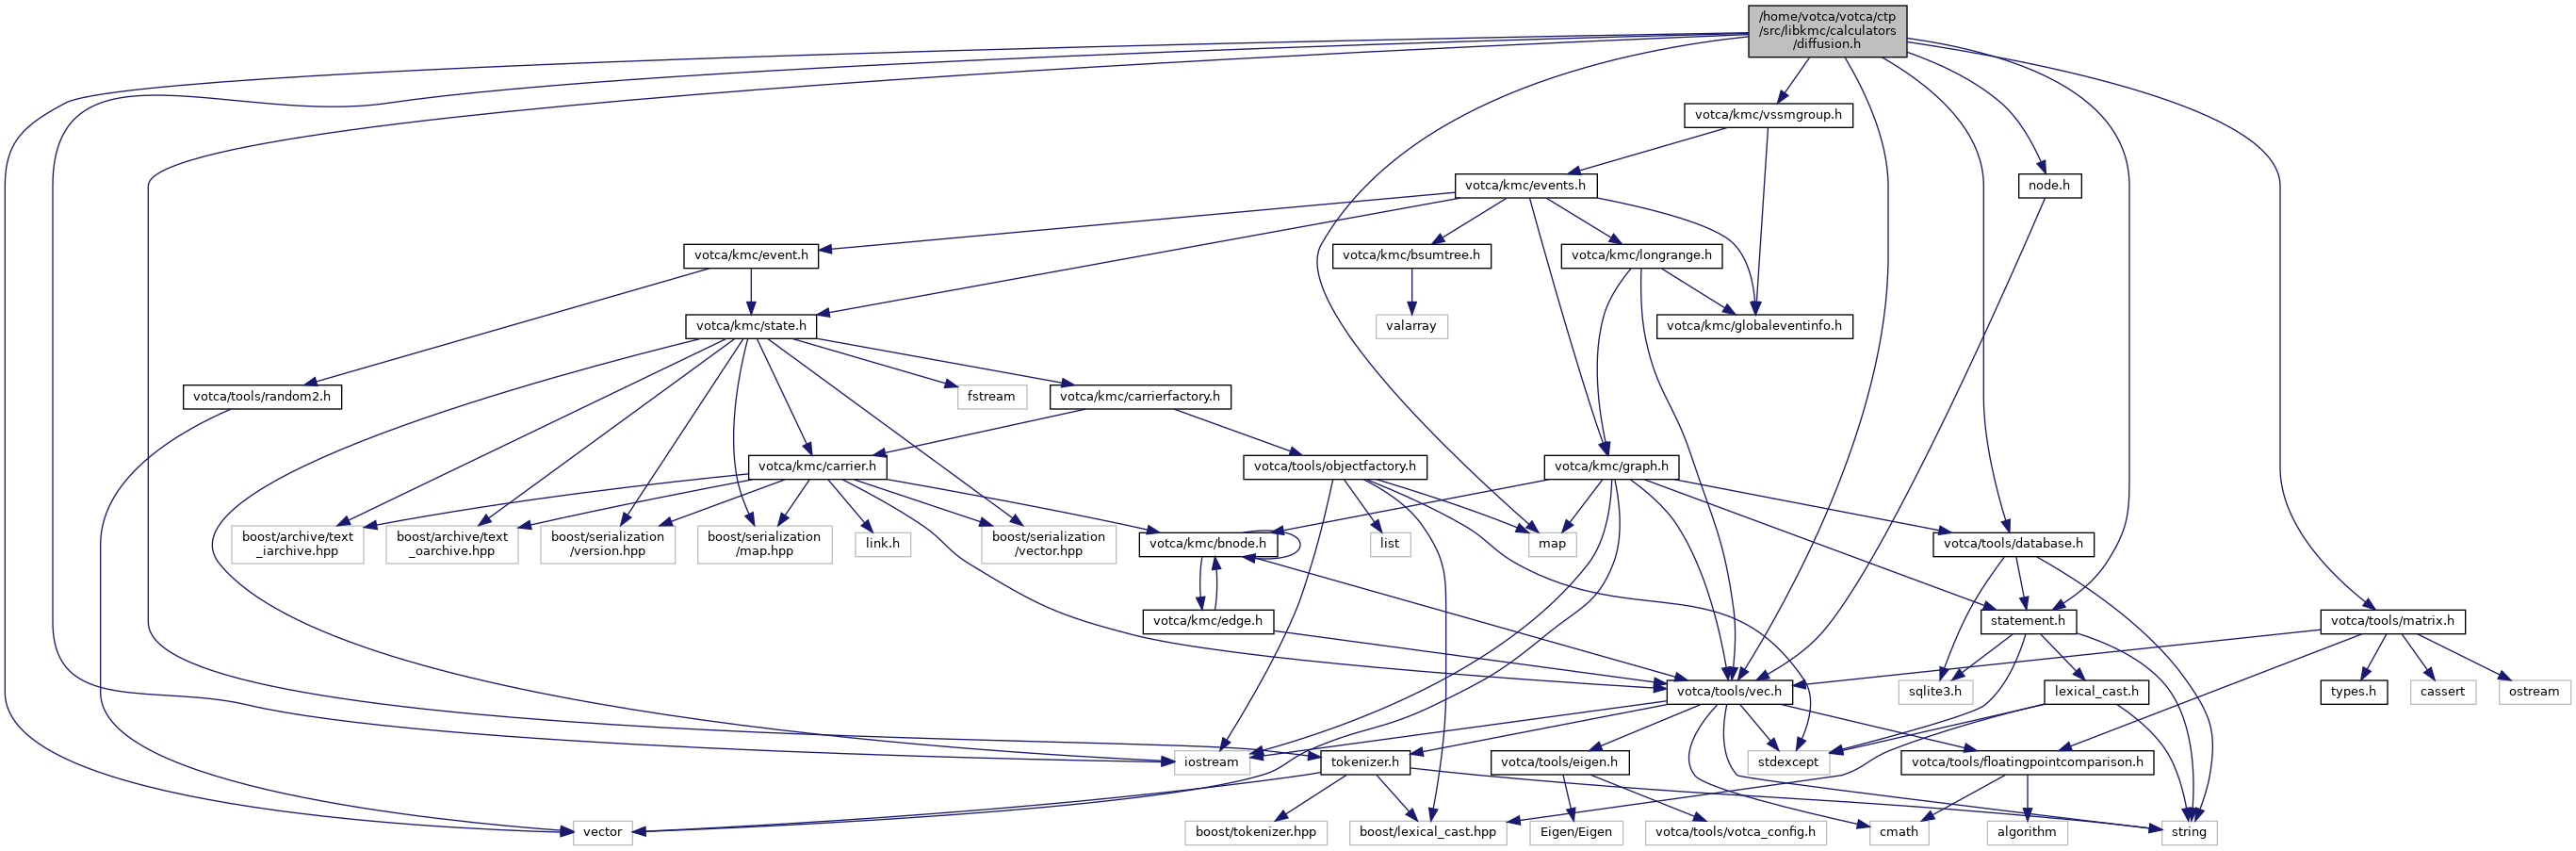 /home/votca/votca/ctp
/src/libkmc/calculators
/diffusion.h
votca/kmc/vssmgroup.h
votca/kmc/events.h
node.h
votca/kmc/event.h
votca/kmc/bsumtree.h
votca/kmc/longrange.h
votca/kmc/state.h
valarray
votca/kmc/globaleventinfo.h
votca/tools/random2.h
fstream
votca/kmc/carrierfactory.h
votca/kmc/carrier.h
votca/tools/objectfactory.h
votca/kmc/graph.h
boost/archive/text
_iarchive.hpp
boost/archive/text
_oarchive.hpp
boost/serialization
/version.hpp
boost/serialization
/map.hpp
link.h
boost/serialization
/vector.hpp
votca/kmc/bnode.h
list
map
votca/tools/database.h
votca/kmc/edge.h
statement.h
votca/tools/matrix.h
votca/tools/vec.h
sqlite3.h
lexical_cast.h
types.h
cassert
ostream
iostream
tokenizer.h
votca/tools/eigen.h
stdexcept
votca/tools/floatingpointcomparison.h
vector
boost/tokenizer.hpp
boost/lexical_cast.hpp
Eigen/Eigen
votca/tools/votca_config.h
cmath
algorithm
string